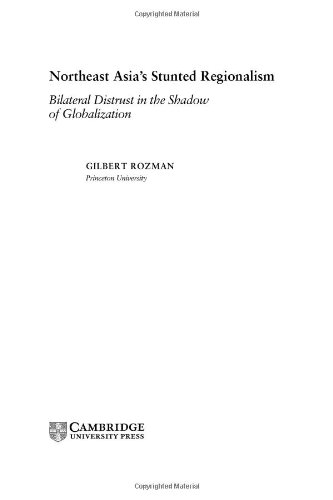 Copyrighted Material
Northeast Asia's Stunted Regionalism
Bilateral Distrust in the Shadow
of Globalization
GILBERT ROZMAN
Princeton University
CAMBRIDGE
UNIVERSITY PRESS
Copyrighted Material